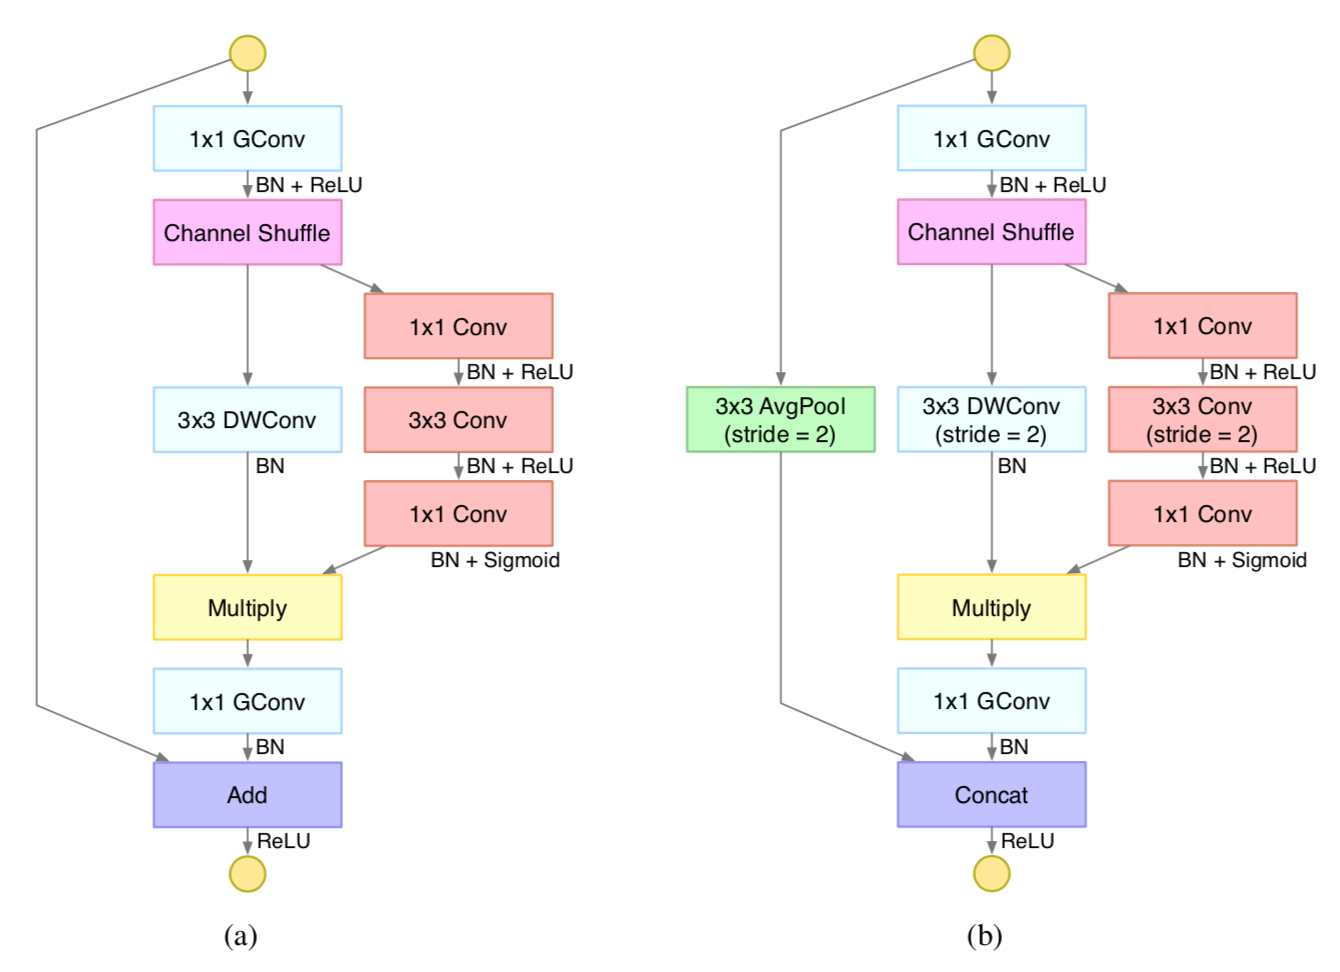 1x1 GConv
BN + ReLU
Channel Shuffle
1x1 Conv
BN + ReLU
3x3 DWConv
3x3 Conv
BN
BN + ReLU
1x1 Conv
BN + Sigmoid
Multiply
1x1 GConv
BN
Add
ReLU
(a)
1x1 GConv
BN + ReLU
Channel Shuffle
1x1 Conv
BN + ReLU
3x3 AvgPool
(stride = 2)
3x3 DWConv
(stride = 2)
3x3 Conv
(stride = 2)
BN
BN + ReLU
1x1 Conv
BN + Sigmoid
Multiply
1x1 GConv
BN
Concat
ReLU
(b)